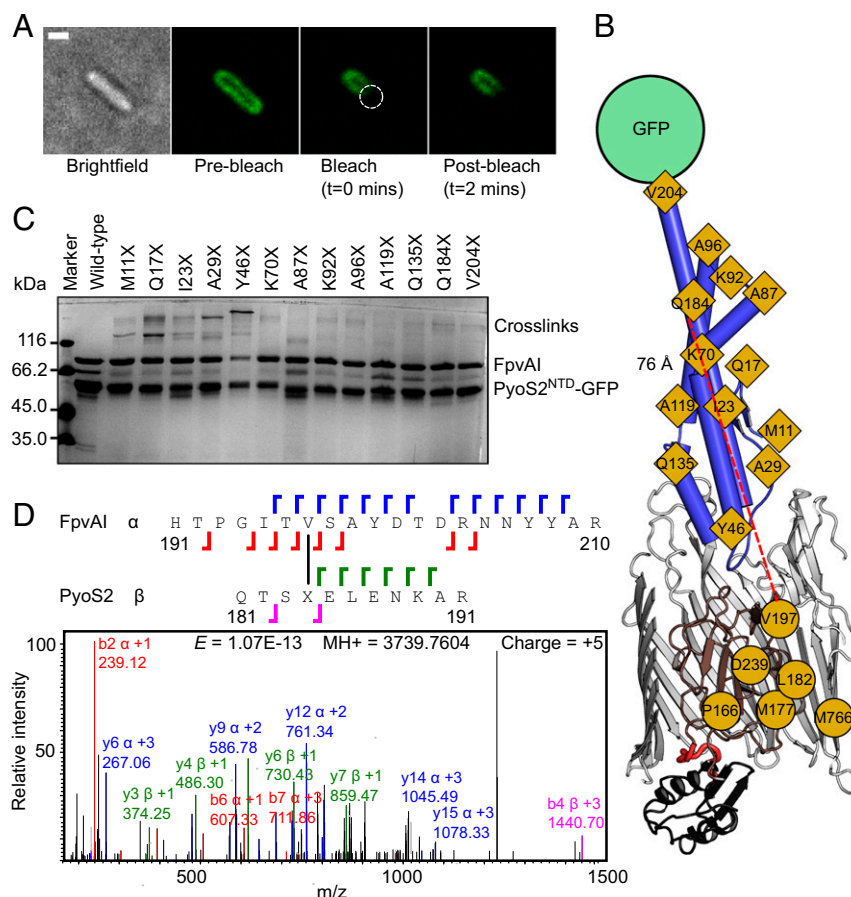 A
Brightfield
Pre-bleach
Bleach
(t=0 mins)
Post-bleach
(t=2 mins)
B
GFP
V204
A96
K92
A87
Q184
76 Å
K70
Q17
A119
I23
M11
Q135
A29
Y46
V197
D239
L182
P166
M177
M766
C
kDa
Marker
Wild-type
M11X
Q17X
I23X
A29X
Y46X
K70X
A87X
K92X
A96X
A119X
Q135X
Q184X
V204X
116
66.2
45.0
35.0
Crosslinks
FpvAI
PyoS2NTD-GFP
D
FpvAI α H T P G I T V S A Y D T D R N N Y Y A R
191 210
PyoS2 β Q T S X E L E N K A R
181 191
E = 1.07E-13 MH+ = 3739.7604 Charge = +5
Relative intensity
100
50
b2 α +1
239.12
y6 α +3
267.06
y3 β +1
374.25
y4 β +1
486.30
y9 α +2
586.78
b6 α +1
607.33
y6 β +1
730.43
b7 α +3
711.86
y12 α +2
761.34
y7 β +1
859.47
y14 α +3
1045.49
y15 α +3
1078.33
b4 β +3
1440.70
500
1000
1500
m/z